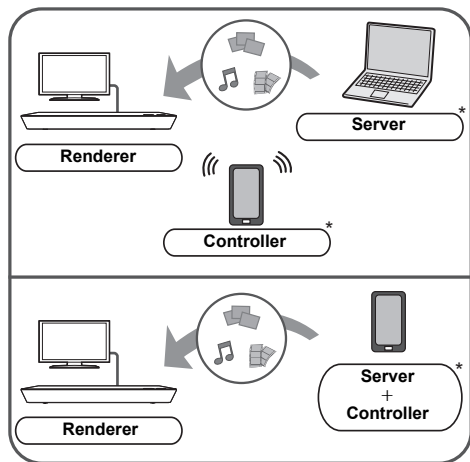 *
Server
Renderer
*
Controller
*
Server
+
Controller
Renderer